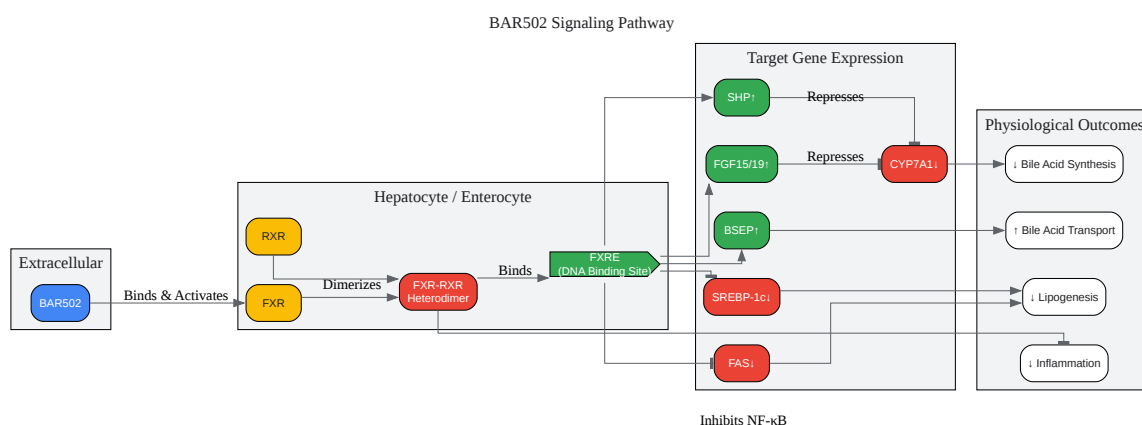 BAR502 Signaling Pathway
Extracellular
BAR502
Binds & Activates
Hepatocyte / Enterocyte
RXR
FXR
Dimerizes
FXR-RXR
Heterodimer
Binds
FXRE
(DNA Binding Site)
Target Gene Expression
SHP↑
Represses
FGF15/19↑
Represses
CYP7A1↓
BSEP↑
SREBP-1c↓
FAS↓
Physiological Outcomes
↓ Bile Acid Synthesis
↑ Bile Acid Transport
↓ Lipogenesis
↓ Inflammation
Inhibits NF-κB